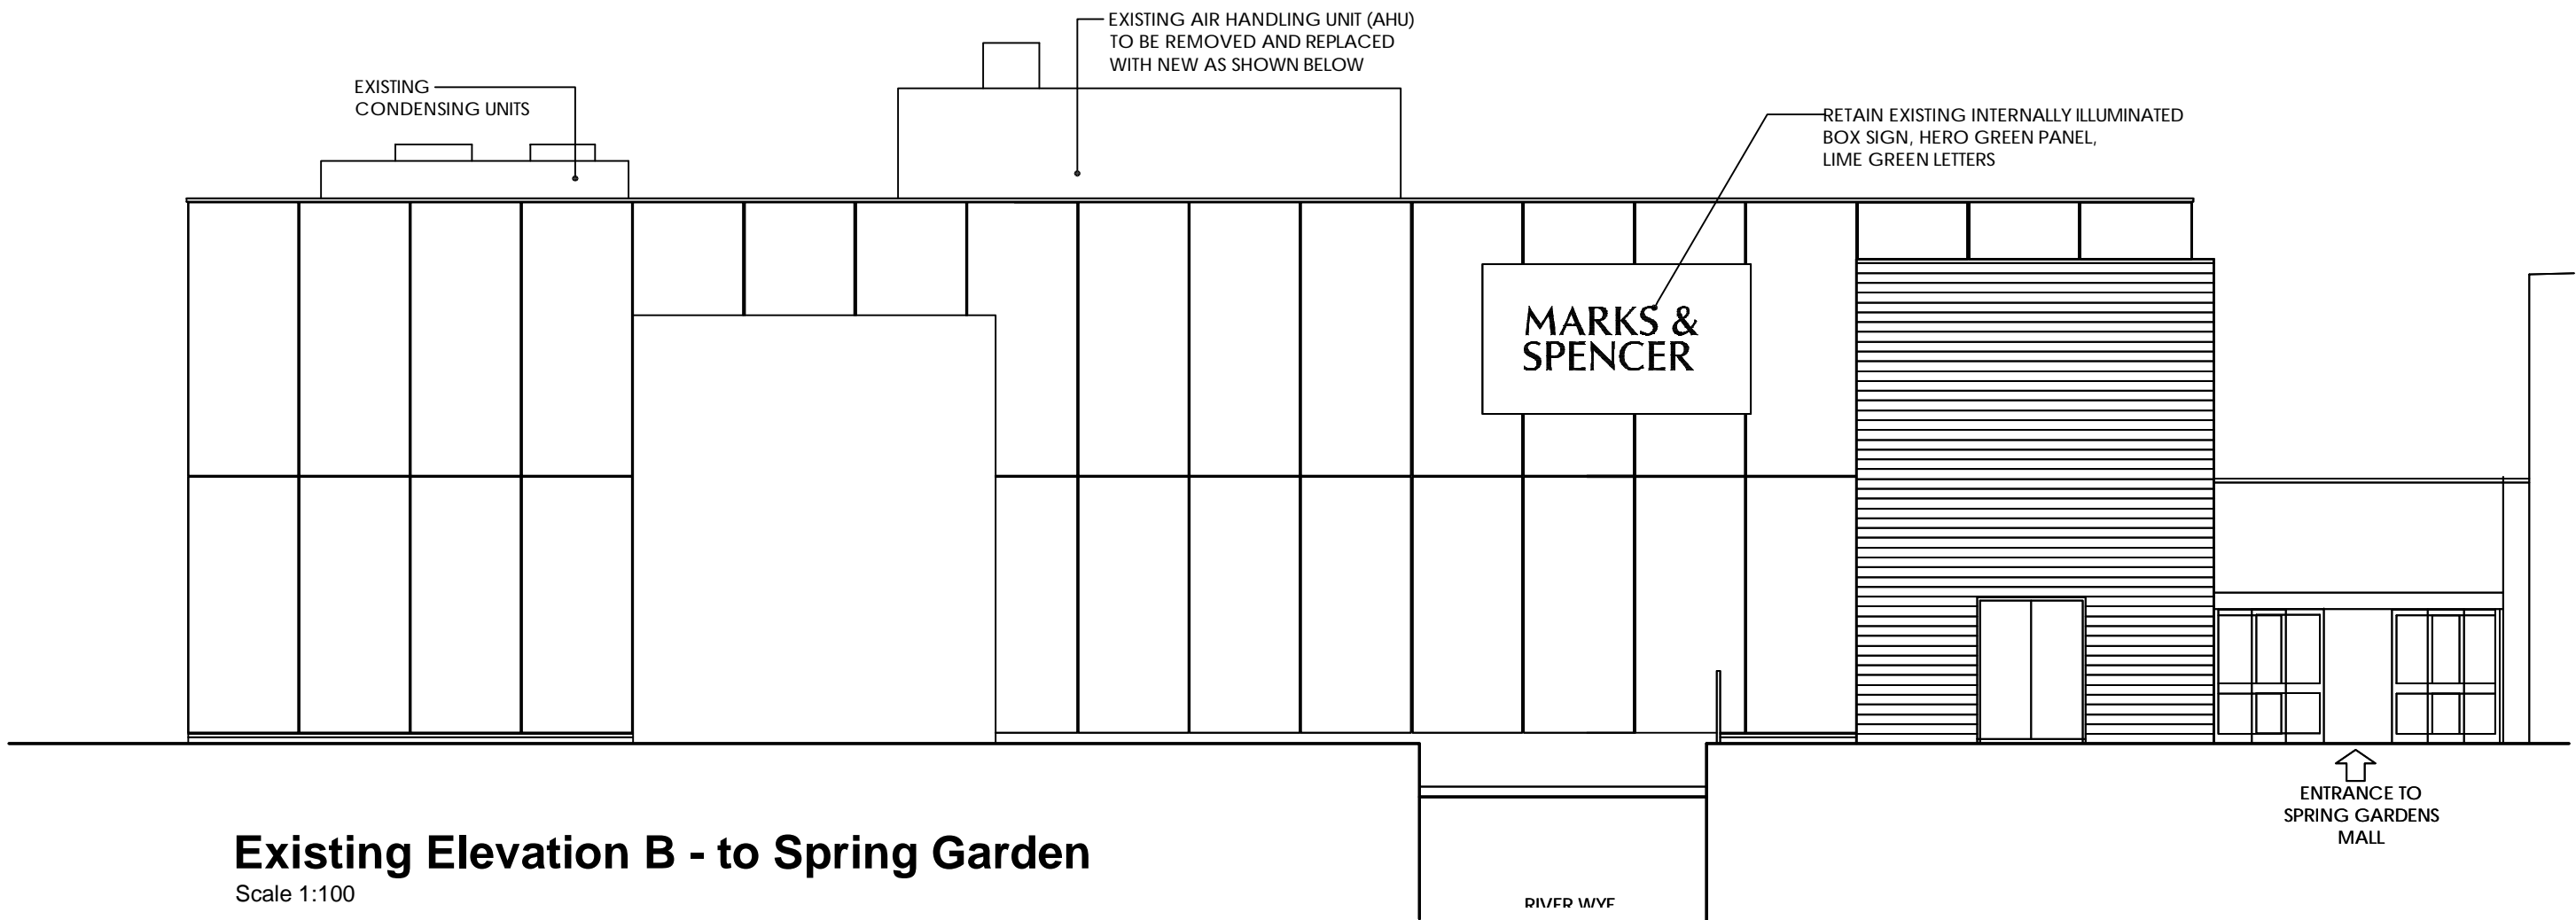 EXISTING AIR HANDLING UNIT (AHU)
TO BE REMOVED AND REPLACED
WITH NEW AS SHOWN BELOW
EXISTING
CONDENSING UNITS
RETAIN EXISTING INTERNALLY ILLUMINATED
BOX SIGN, HERO GREEN PANEL,
LIME GREEN LETTERS
MARKS &
SPENCER
ENTRANCE TO
SPRING GARDENS
MALL
Existing Elevation B - to Spring Garden
Scale 1:100
RIVER WYE